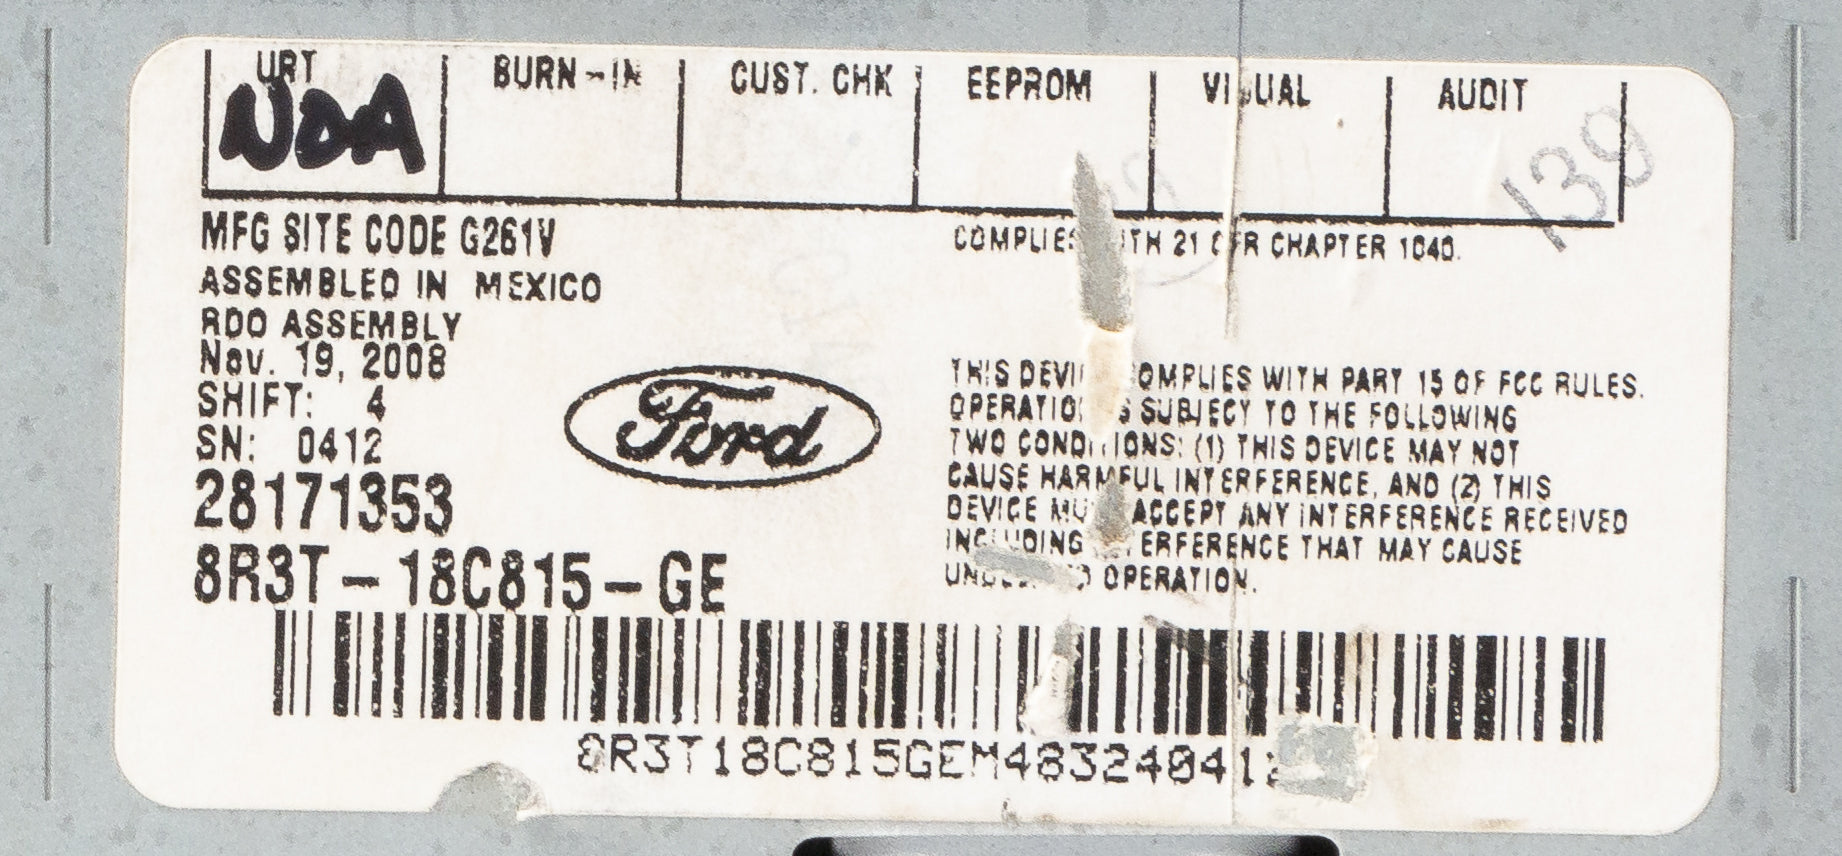 URT BURN-IN CUST. CHK EEPROM VISUAL AUDIT
NDA
139
MFG SITE CODE G261V
COMPLIES WITH 21 CFR CHAPTER 1040.
ASSEMBLED IN MEXICO
RDO ASSEMBLY
Nov. 19, 2008
SHIFT: 4
SN: 0412
28171353
8R3T-18C815-GE
Ford
THIS DEVICE COMPLIES WITH PART 15 OF FCC RULES.
OPERATION IS SUBJECT TO THE FOLLOWING
TWO CONDITIONS: (1) THIS DEVICE MAY NOT
CAUSE HARMFUL INTERFERENCE, AND (2) THIS
DEVICE MUST ACCEPT ANY INTERFERENCE RECEIVED
INCLUDING INTERFERENCE THAT MAY CAUSE
UNDESIRED OPERATION.
8R3T18C815GEM483240412